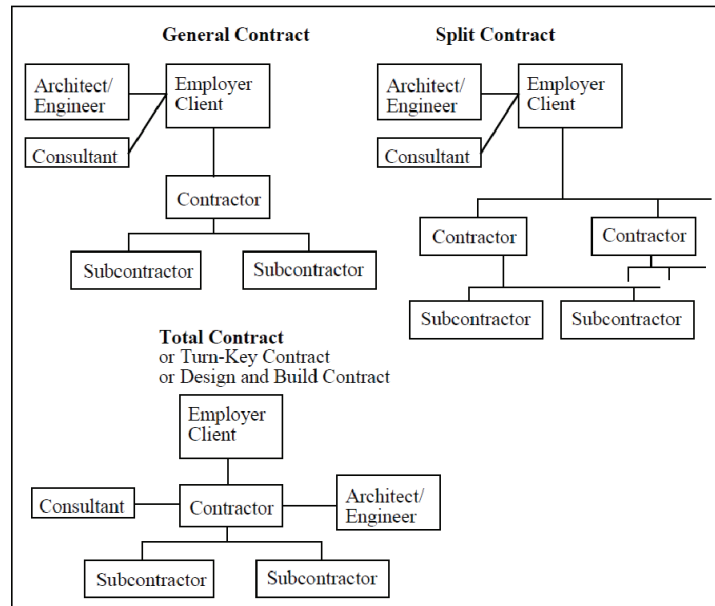 General Contract
Architect/
Engineer
Employer
Client
Consultant
Contractor
Subcontractor
Subcontractor
Split Contract
Architect/
Engineer
Employer
Client
Consultant
Contractor
Contractor
Subcontractor
Subcontractor
Total Contract
or Turn-Key Contract
or Design and Build Contract
Employer
Client
Consultant
Contractor
Architect/
Engineer
Subcontractor
Subcontractor